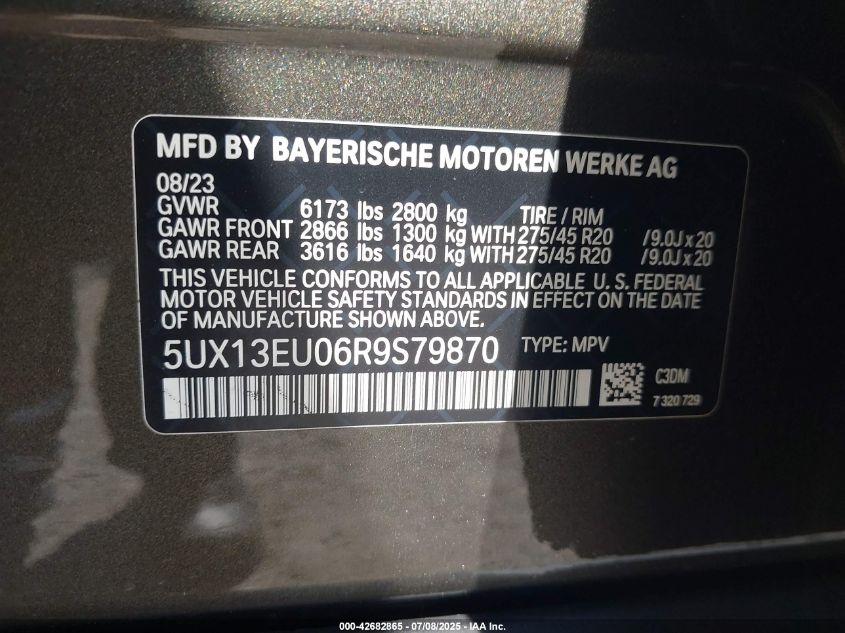 MFD BY BAYERISCHE MOTOREN WERKE AG
08/23
GVWR 6173 lbs 2800 kg TIRE / RIM
GAWR FRONT 2866 lbs 1300 kg WITH 275/45 R20 /9.0J x 20
GAWR REAR 3616 lbs 1640 kg WITH 275/45 R20 /9.0J x 20
THIS VEHICLE CONFORMS TO ALL APPLICABLE U. S. FEDERAL
MOTOR VEHICLE SAFETY STANDARDS IN EFFECT ON THE DATE
OF MANUFACTURE SHOWN ABOVE.
5UX13EU06R9S79870 TYPE: MPV
C3DM
7 320 729
000-42682865 - 07/08/2025 - IAA Inc.